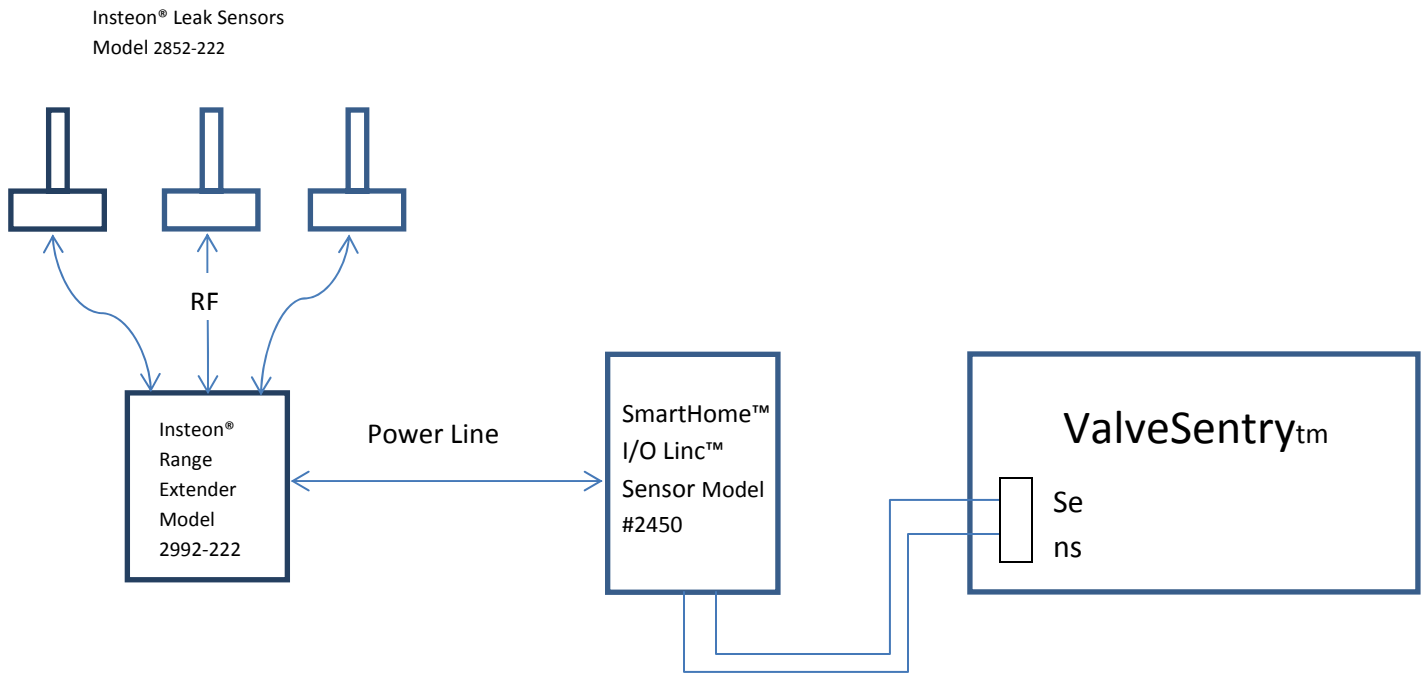 Insteon® Leak Sensors
Model 2852-222
RF
Insteon®
Range
Extender
Model
2992-222
Power Line
SmartHome™
I/O Linc™
Sensor Model
#2450
ValveSentrytm
Se
ns